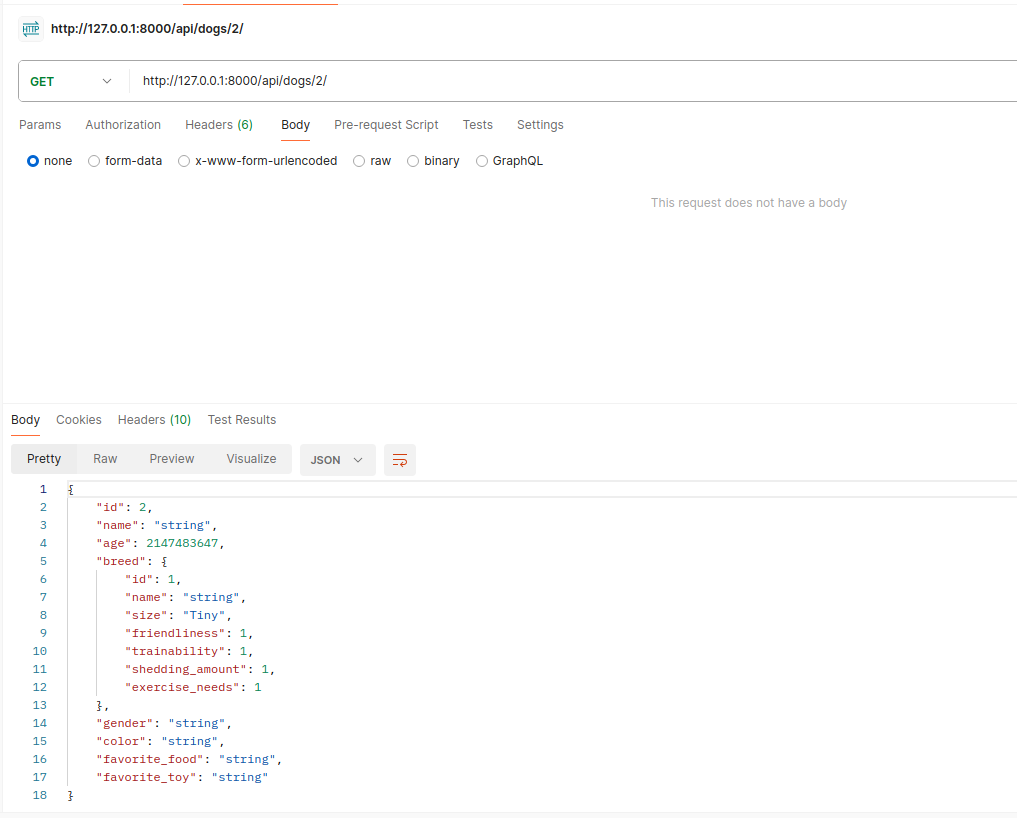 HTTP http://127.0.0.1:8000/api/dogs/2/
GET http://127.0.0.1:8000/api/dogs/2/
Params Authorization Headers (6) Body Pre-request Script Tests Settings
none form-data x-www-form-urlencoded raw binary GraphQL
This request does not have a body
Body Cookies Headers (10) Test Results
Pretty Raw Preview Visualize JSON
1 {
2 "id": 2,
3 "name": "string",
4 "age": 2147483647,
5 "breed": {
6 "id": 1,
7 "name": "string",
8 "size": "Tiny",
9 "friendliness": 1,
10 "trainability": 1,
11 "shedding_amount": 1,
12 "exercise_needs": 1
13 },
14 "gender": "string",
15 "color": "string",
16 "favorite_food": "string",
17 "favorite_toy": "string"
18 }